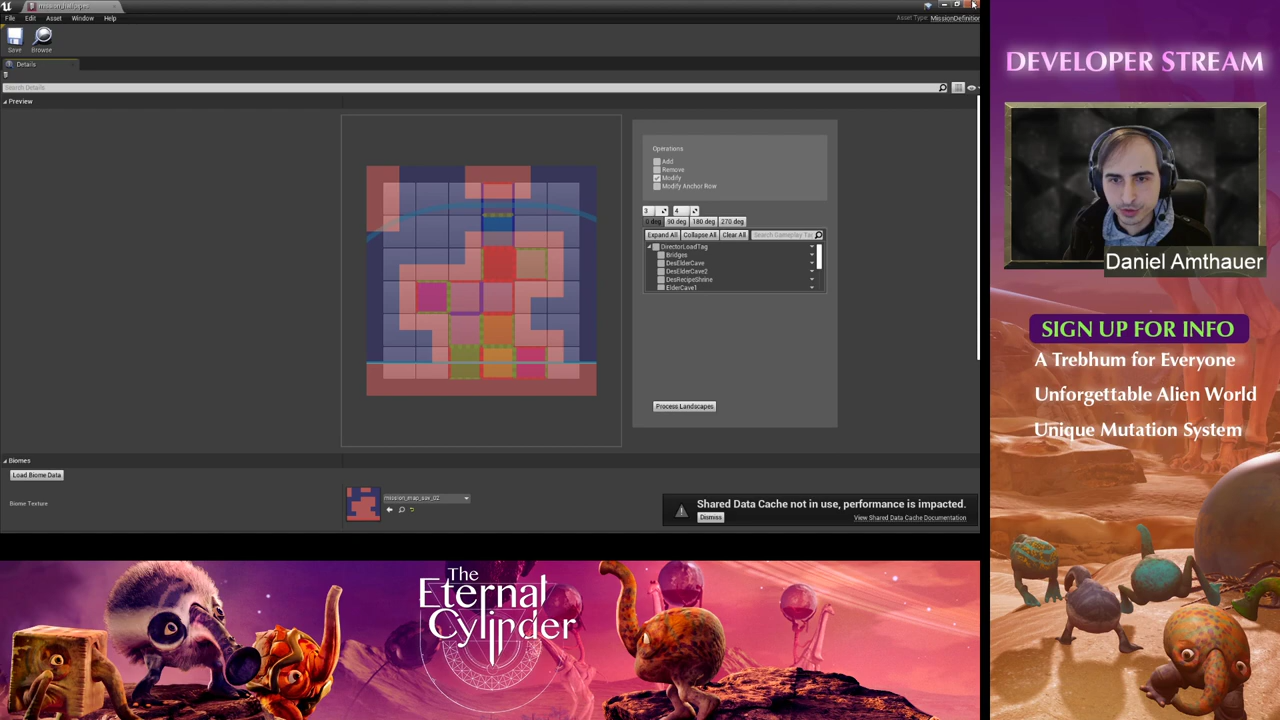 File Edit Asset Window Help
Asset Type: MissionDefinition
Save Browse
Details
Search Details
Preview
Operations
Add
Remove
Modify
Modify Anchor Row
3 4
0 deg 90 deg 180 deg 270 deg
Expand All Collapse All Clear All Search Gameplay Ta
DirectorLoadTag
Bridges
DesElderCave
DesElderCave2
DesRecipeShrine
ElderCave1
Process Landscapes
Biomes
Load Biome Data
Biome Texture
Shared Data Cache not in use, performance is impacted.
Dismiss View Shared Data Cache Documentation
DEVELOPER STREAM
Daniel Amthauer
SIGN UP FOR INFO
A Trebhum for Everyone
Unforgettable Alien World
Unique Mutation System
The
Eternal
Cylinder